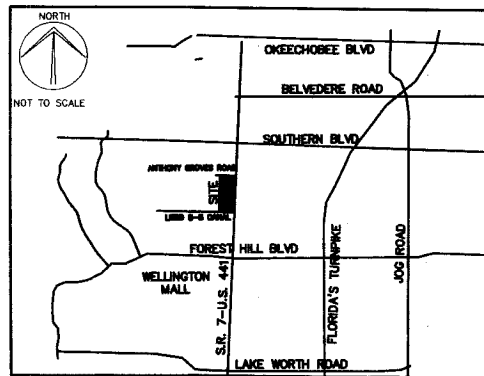 NORTH
NOT TO SCALE
OKEECHOBEE BLVD
BELVEDERE ROAD
SOUTHERN BLVD
ANTHONY GROVES ROAD
SITE
LWDD S-5 CANAL
FOREST HILL BLVD
WELLINGTON
MALL
S.R. 7-U.S. 441
FLORIDA'S TURNPIKE
JOG ROAD
LAKE WORTH ROAD